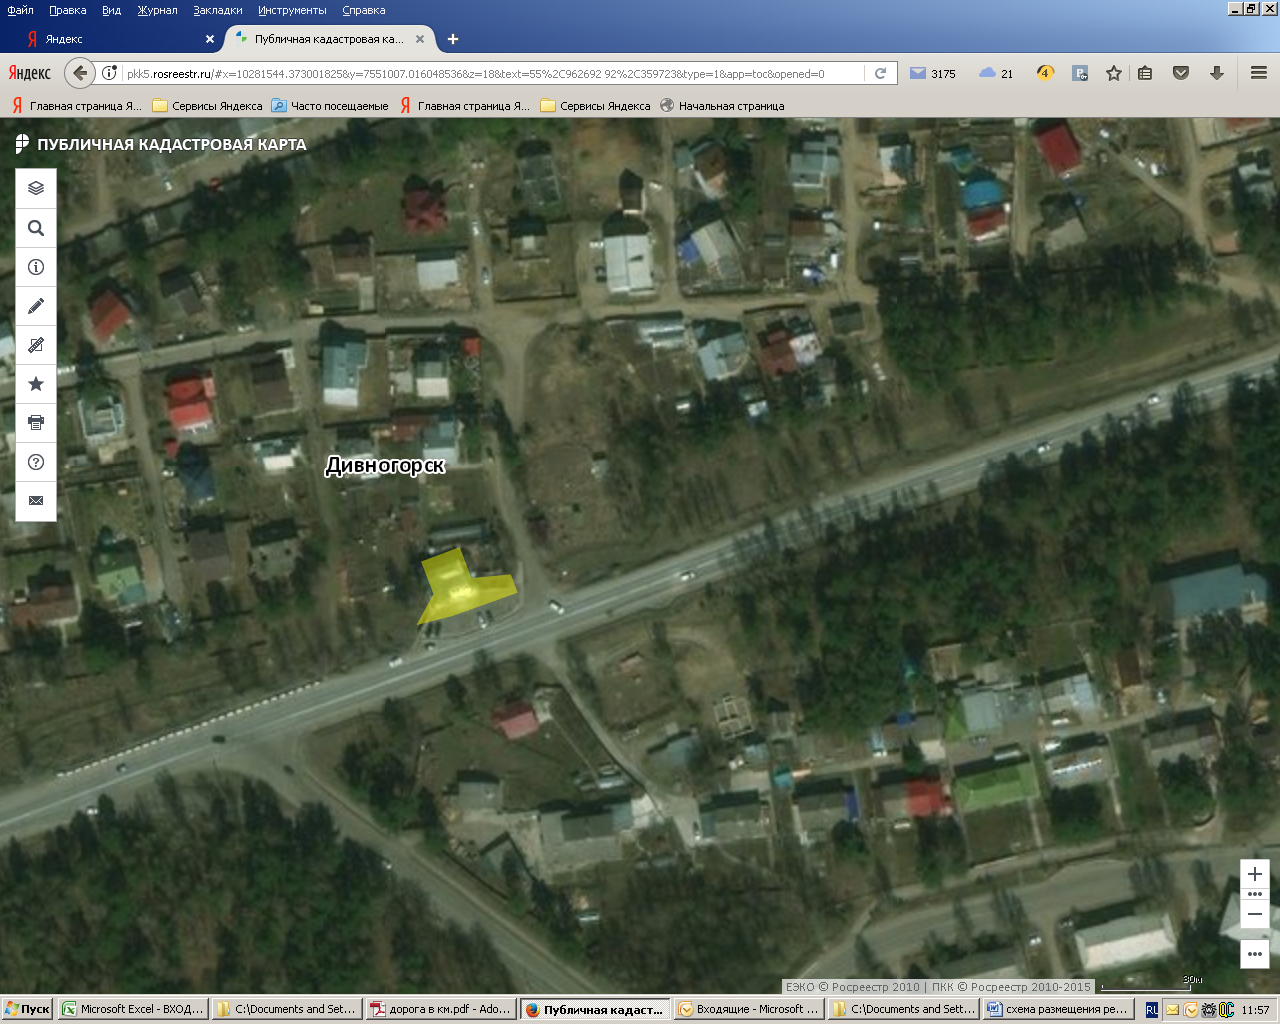 Файл Правка Вид Журнал Закладки Инструменты Справка
Яндекс
Публичная кадастровая ка...
Яндекс
pkk5.rosreestr.ru/#x=10281544.373001825&y=7551007.016048536&z=18&text=55%2C962692 92%2C359723&type=1&app=toc&opened=0
3175
21
4
Главная страница Я... Сервисы Яндекса Часто посещаемые Главная страница Я... Сервисы Яндекса Начальная страница
ПУБЛИЧНАЯ КАДАСТРОВАЯ КАРТА
Дивногорск
30м
ЕЭКО © Росреестр 2010 | ПКК © Росреестр 2010-2015
Пуск Microsoft Excel - ВХОД... C:\Documents and Sett... дорога в км.pdf - Ado... Публичная кадаст... Входящие - Microsoft ... C:\Documents and Sett... схема размещения ре... RU 11:57